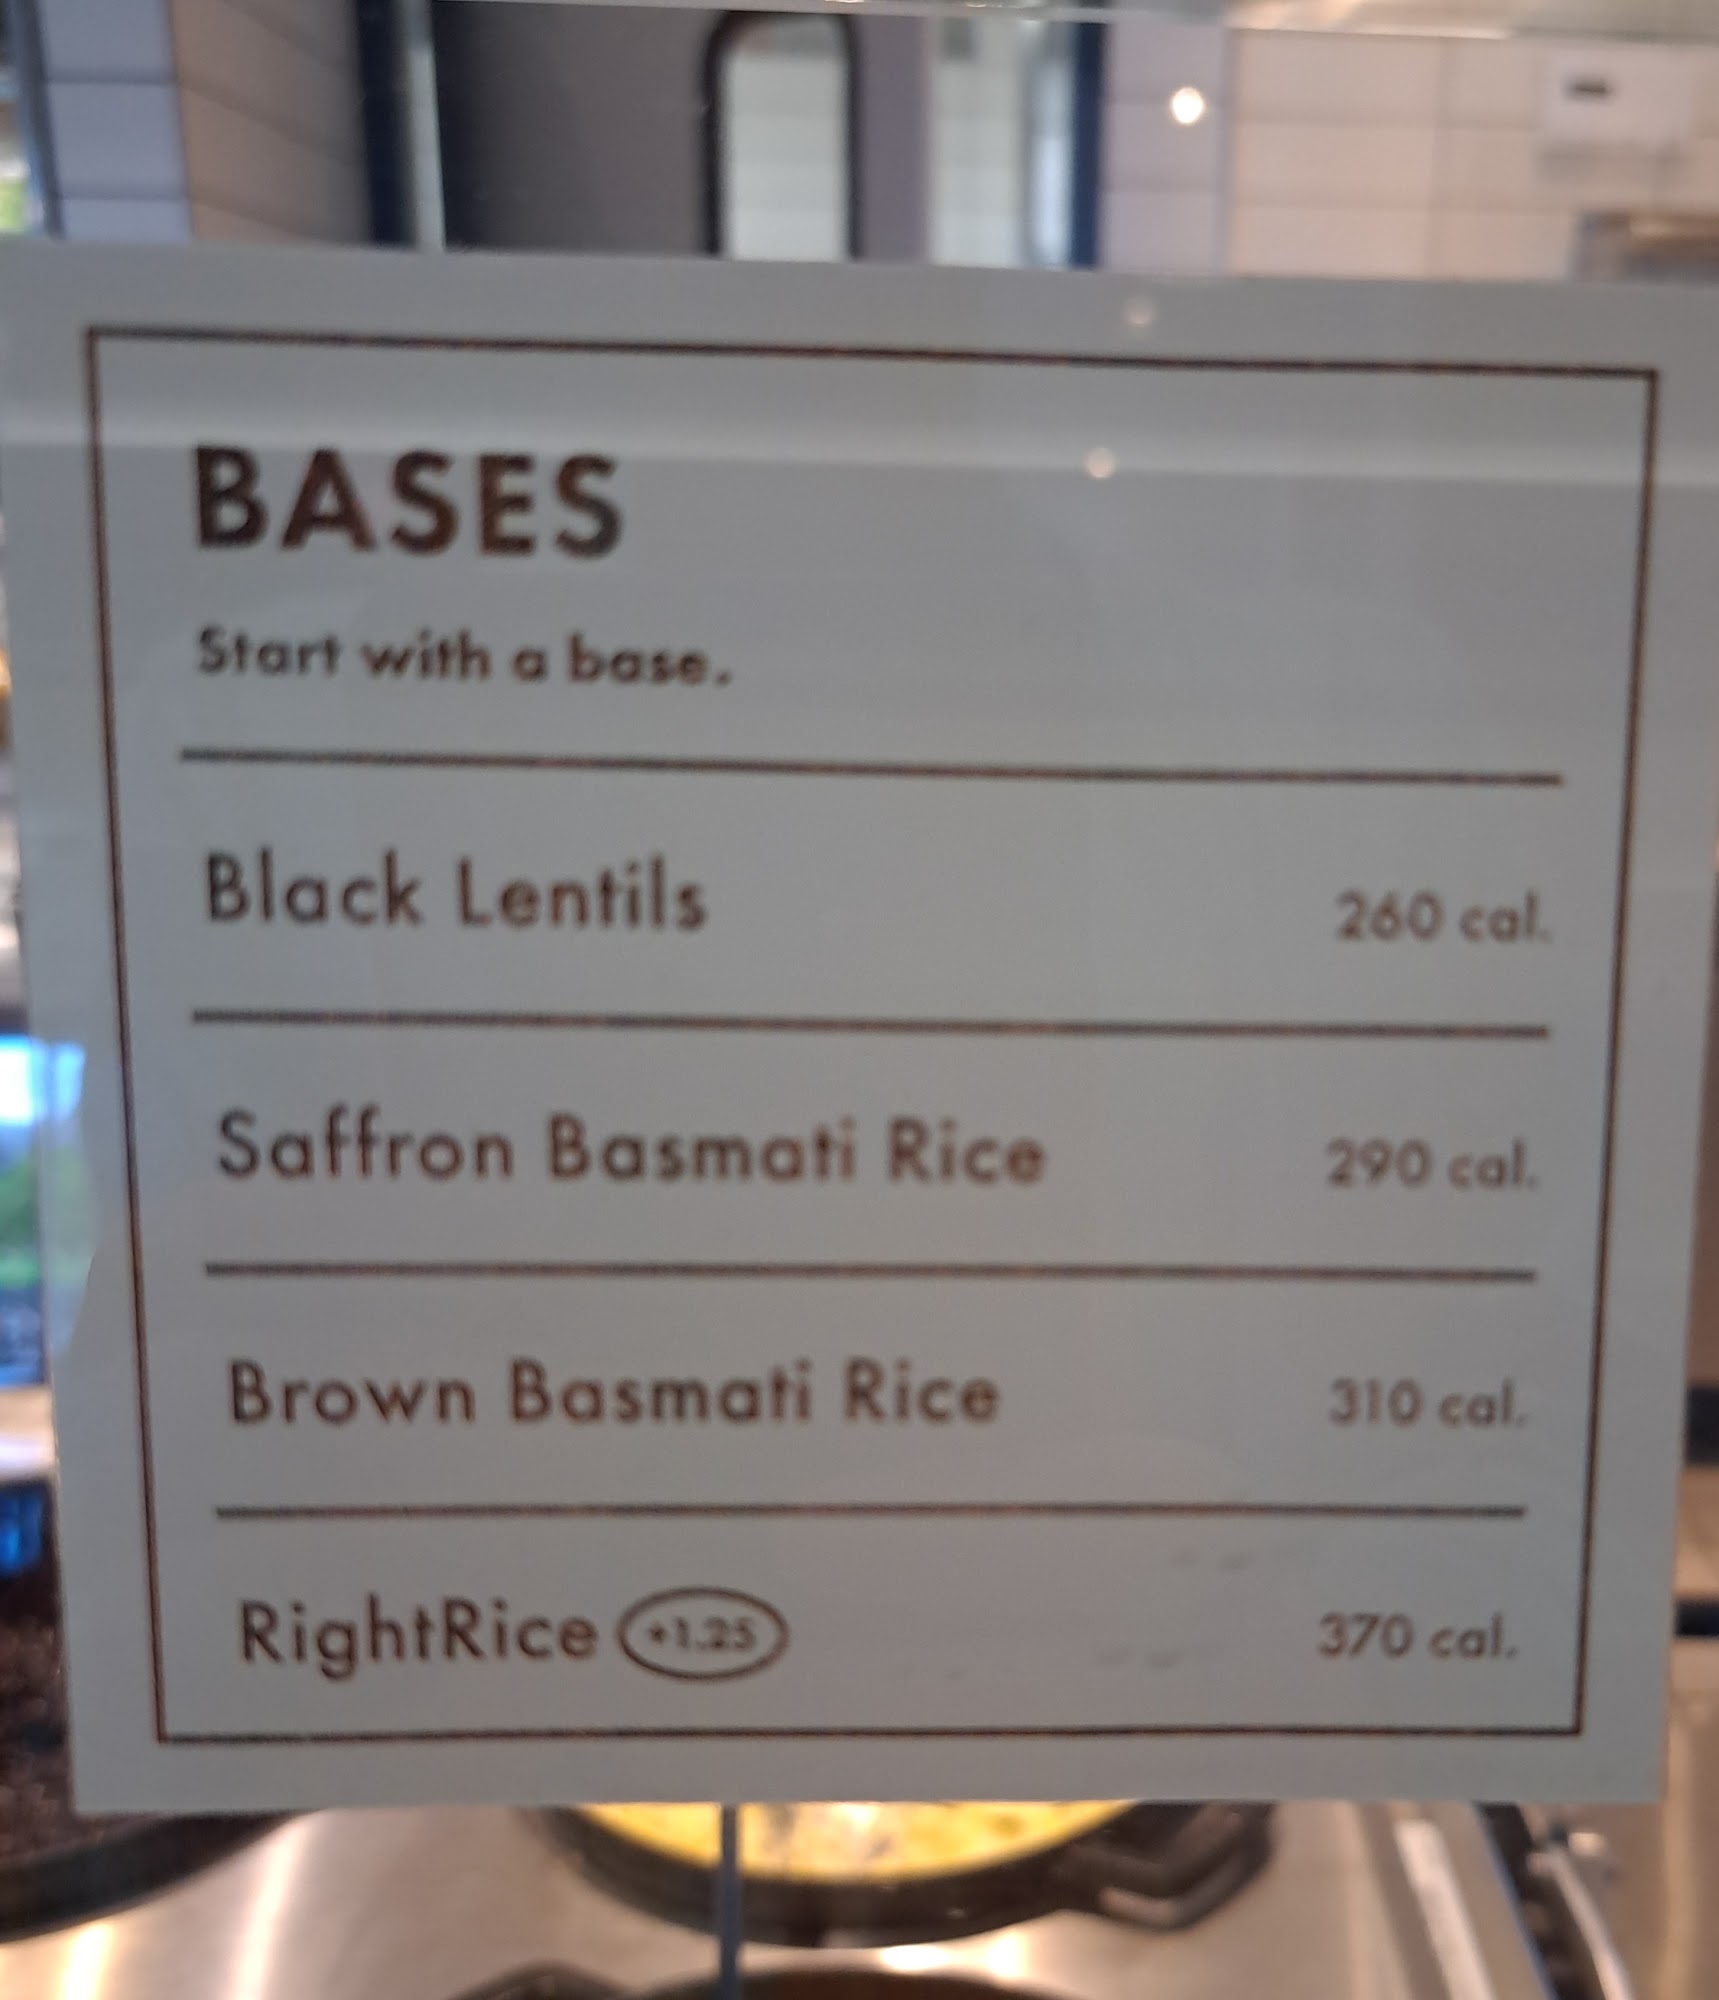 BASES
Start with a base.
Black Lentils 260 cal.
Saffron Basmati Rice 290 cal.
Brown Basmati Rice 310 cal.
RightRice +1.25 370 cal.